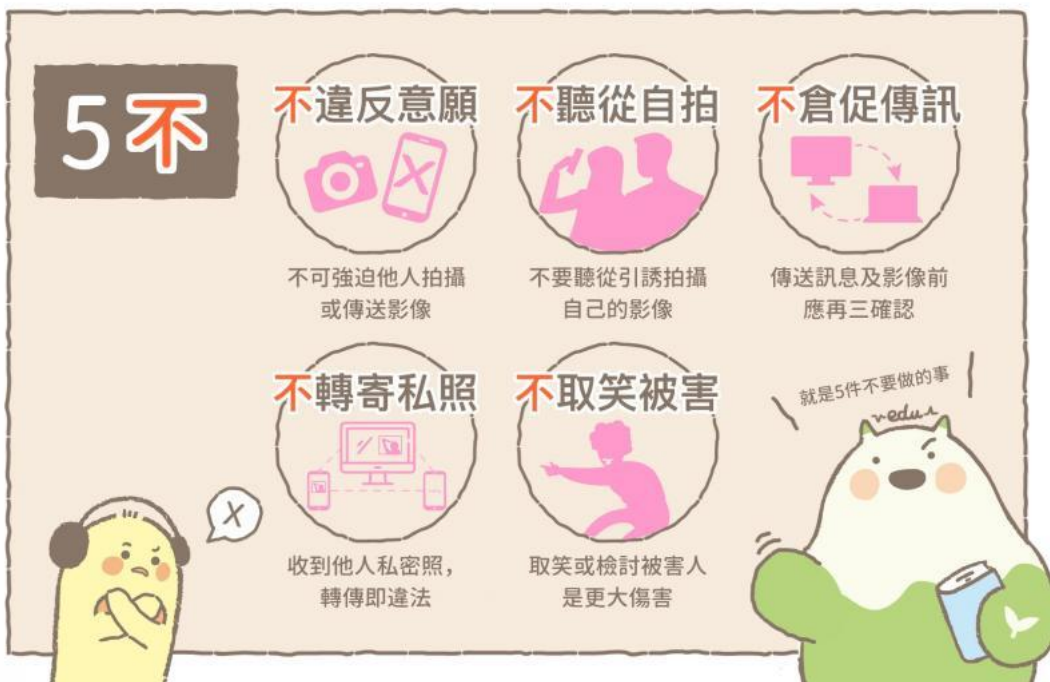 5不
不違反意願
不可強迫他人拍攝
或傳送影像
不聽從自拍
不要聽從引誘拍攝
自己的影像
不倉促傳訊
傳送訊息及影像前
應再三確認
不轉寄私照
收到他人私密照，
轉傳即違法
不取笑被害
取笑或檢討被害人
是更大傷害
就是5件不要做的事
edu
X